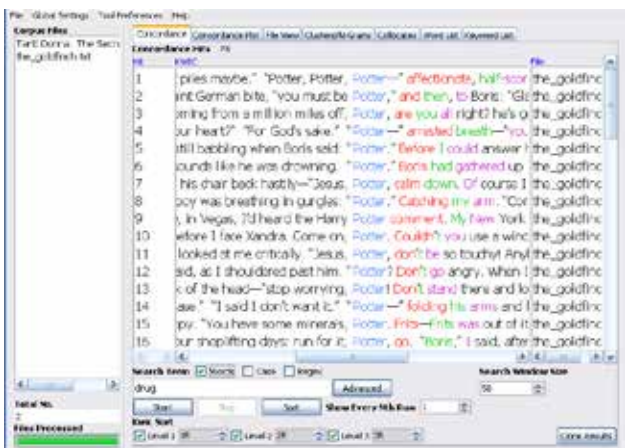 File Global Settings Tool Preferences Help
Corpus Files
Tartt Donna. The Secr
the_goldfinch.txt
Concordance Concordance Plot File View Clusters/N-Grams Collocates Word List Keyword List
Concordance Hits
Hit KWIC File
1 piles maybe." "Potter, Potter, Potter—" affectionate, half-scor the_goldfinc
2 ant German bite, "you must be Potter," and then, to Boris: "Gla the_goldfinc
3 oming from a million miles off, Potter, are you all right? he's g the_goldfinc
4 our heart?" "For God's sake." "Potter—" arrested breath—"you the_goldfinc
5 still babbling when Boris said: "Potter." Before I could answer h the_goldfinc
6 ounds like he was drowning. "Potter." Boris had gathered up the_goldfinc
7 his chair back hastily—"Jesus, Potter, calm down. Of course I the_goldfinc
8 boy was breathing in gurgles. "Potter." Catching my arm. "Cor the_goldfinc
9 , in Vegas, I'd heard the Harry Potter comment. My New York the_goldfinc
10 efore I face Xandra. Come on, Potter. Couldn't you use a winc the_goldfinc
11 looked at me critically. "Jesus, Potter, don't be so touchy! Anyl the_goldfinc
12 aid, as I shouldered past him. "Potter? Don't go angry. When I the_goldfinc
13 k of the head—"stop worrying, Potter! Don't stand there and lo the_goldfinc
14 ase." "I said I don't want it." "Potter—" folding his arms and l the_goldfinc
15 py. "You have some minerals, Potter. Frits—Frits was out of it the_goldfinc
16 our shoplifting days: run for it, Potter, go. "Boris," I said, after the_goldfinc
Search Term Words Case Regex Search Window Size
drug Advanced 50
Start Stop Sort Show Every Nth Row 1
Total No.
2
Files Processed
Kwic Sort
Level 1 Level 2 Level 3 Clone Results